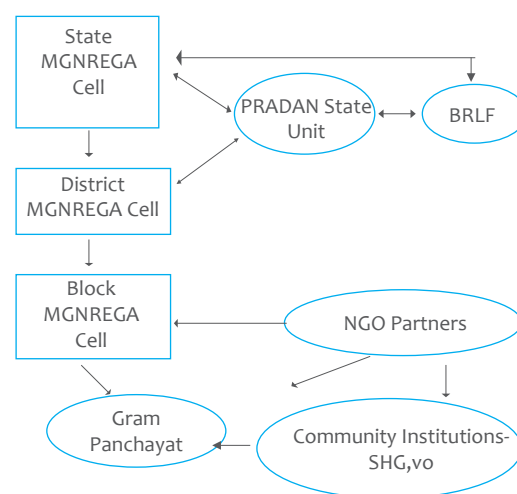 State
MGNREGA
Cell
PRADAN State
Unit
BRLF
District
MGNREGA Cell
Block
MGNREGA
Cell
NGO Partners
Gram
Panchayat
Community Institutions-
SHG,vo